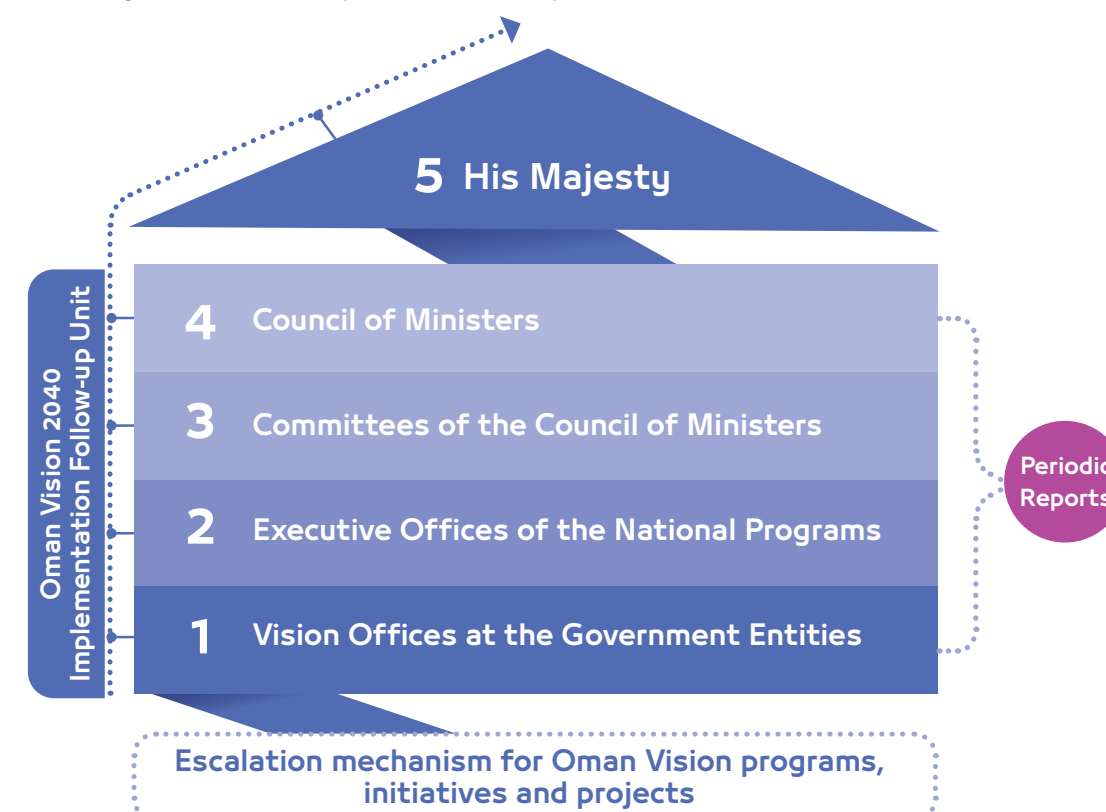 5 His Majesty
4 Council of Ministers
3 Committees of the Council of Ministers
2 Executive Offices of the National Programs
1 Vision Offices at the Government Entities
Oman Vision 2040
Implementation Follow-up Unit
Periodic
Reports
Escalation mechanism for Oman Vision programs,
initiatives and projects